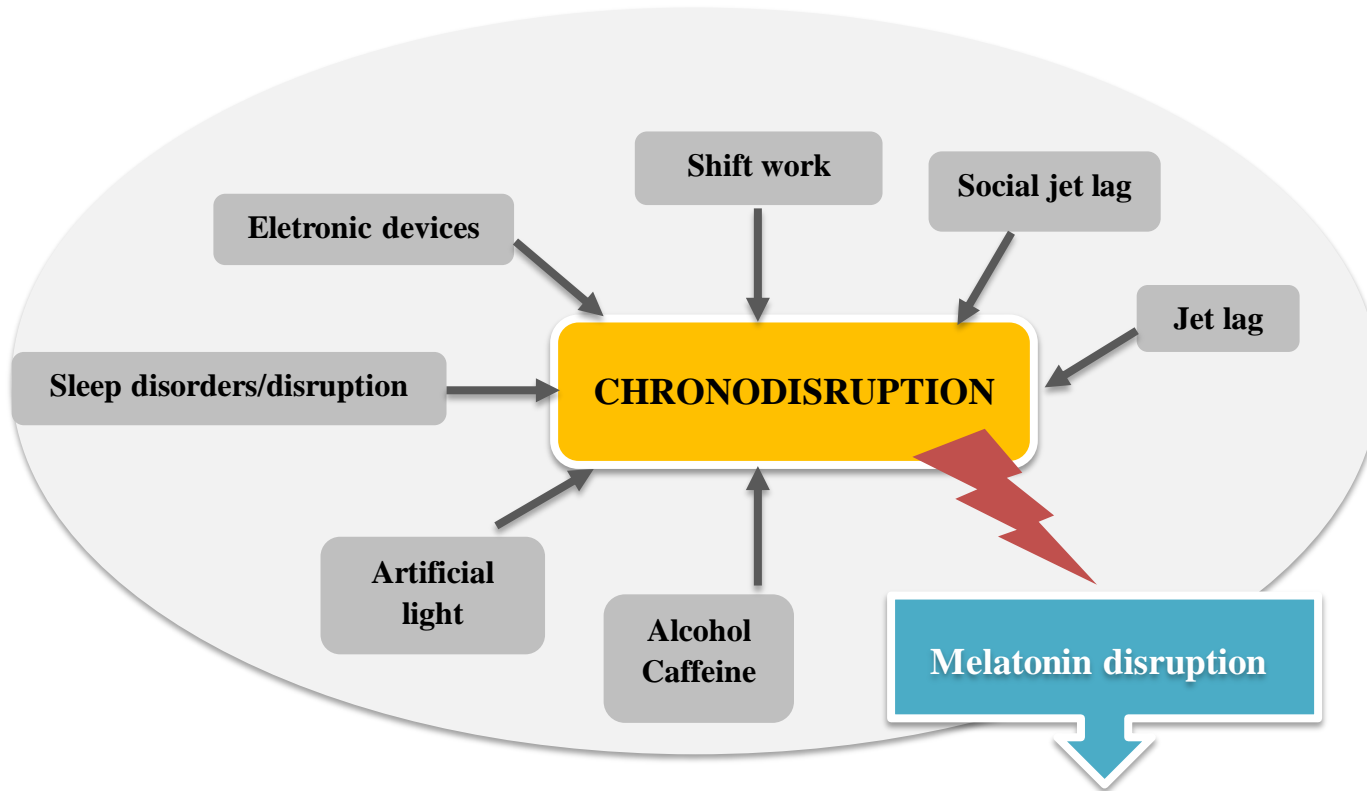 Shift work
Social jet lag
Eletronic devices
Jet lag
Sleep disorders/disruption
CHRONODISRUPTION
Artificial
light
Alcohol
Caffeine
Melatonin disruption